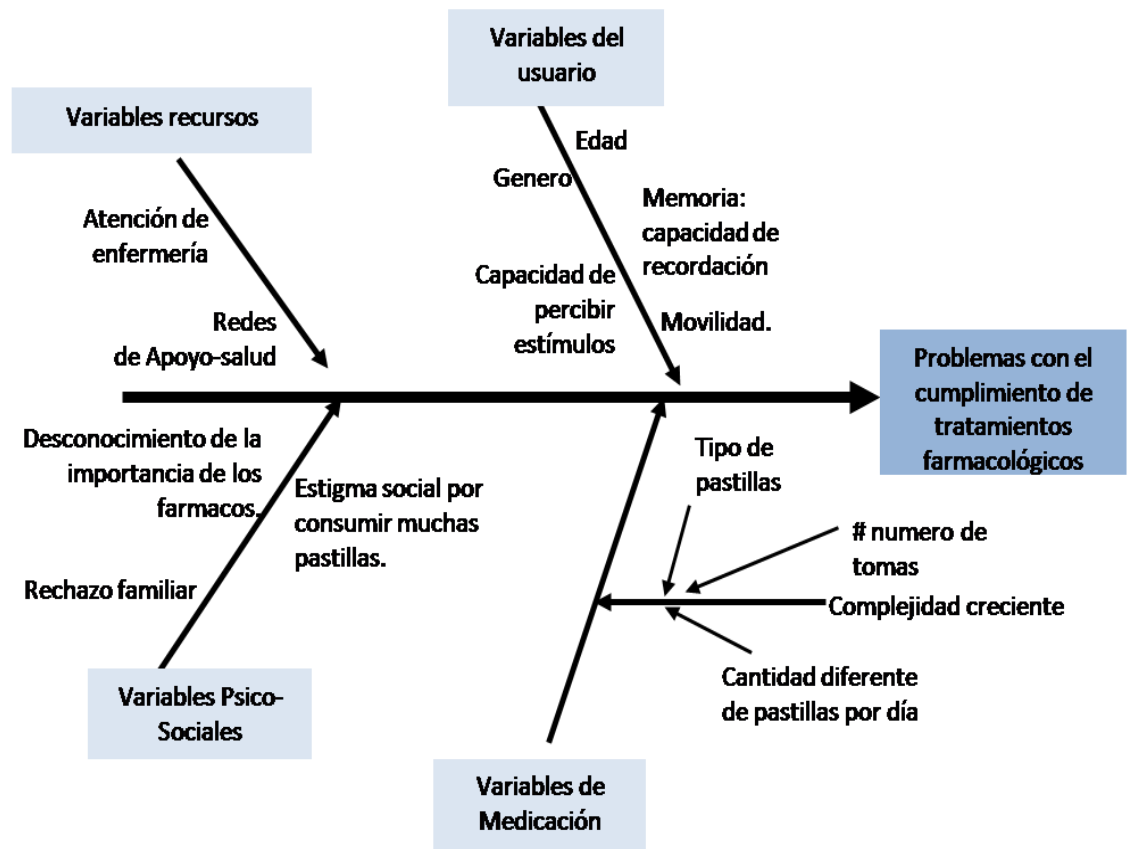 Variables del
usuario
Variables recursos
Edad
Genero
Memoria:
capacidad de
recordación
Atención de
enfermería
Capacidad de
percibir
estímulos
Movilidad.
Redes
de Apoyo-salud
Problemas con el
cumplimiento de
tratamientos
farmacológicos
Desconocimiento de la
importancia de los
farmacos.
Estigma social por
consumir muchas
pastillas.
Rechazo familiar
Tipo de
pastillas
# numero de
tomas
Complejidad creciente
Cantidad diferente
de pastillas por día
Variables Psico-
Sociales
Variables de
Medicación